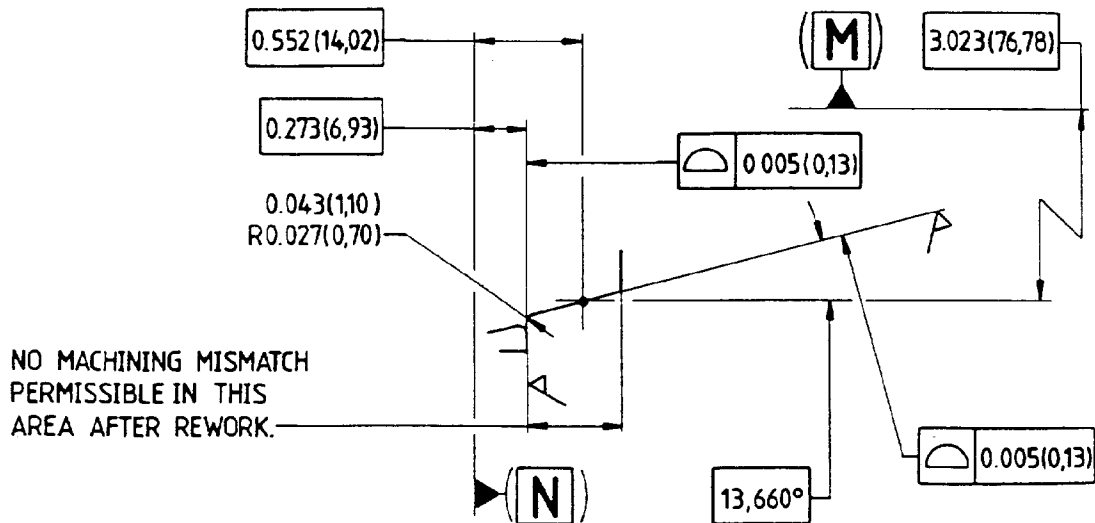 0.552(14,02)
(M)
3.023(76,78)
0.273(6,93)
0.005(0,13)
0.043(1,10)
R0.027(0,70)
NO MACHINING MISMATCH
PERMISSIBLE IN THIS
AREA AFTER REWORK.
0.005(0,13)
(N)
13,660°